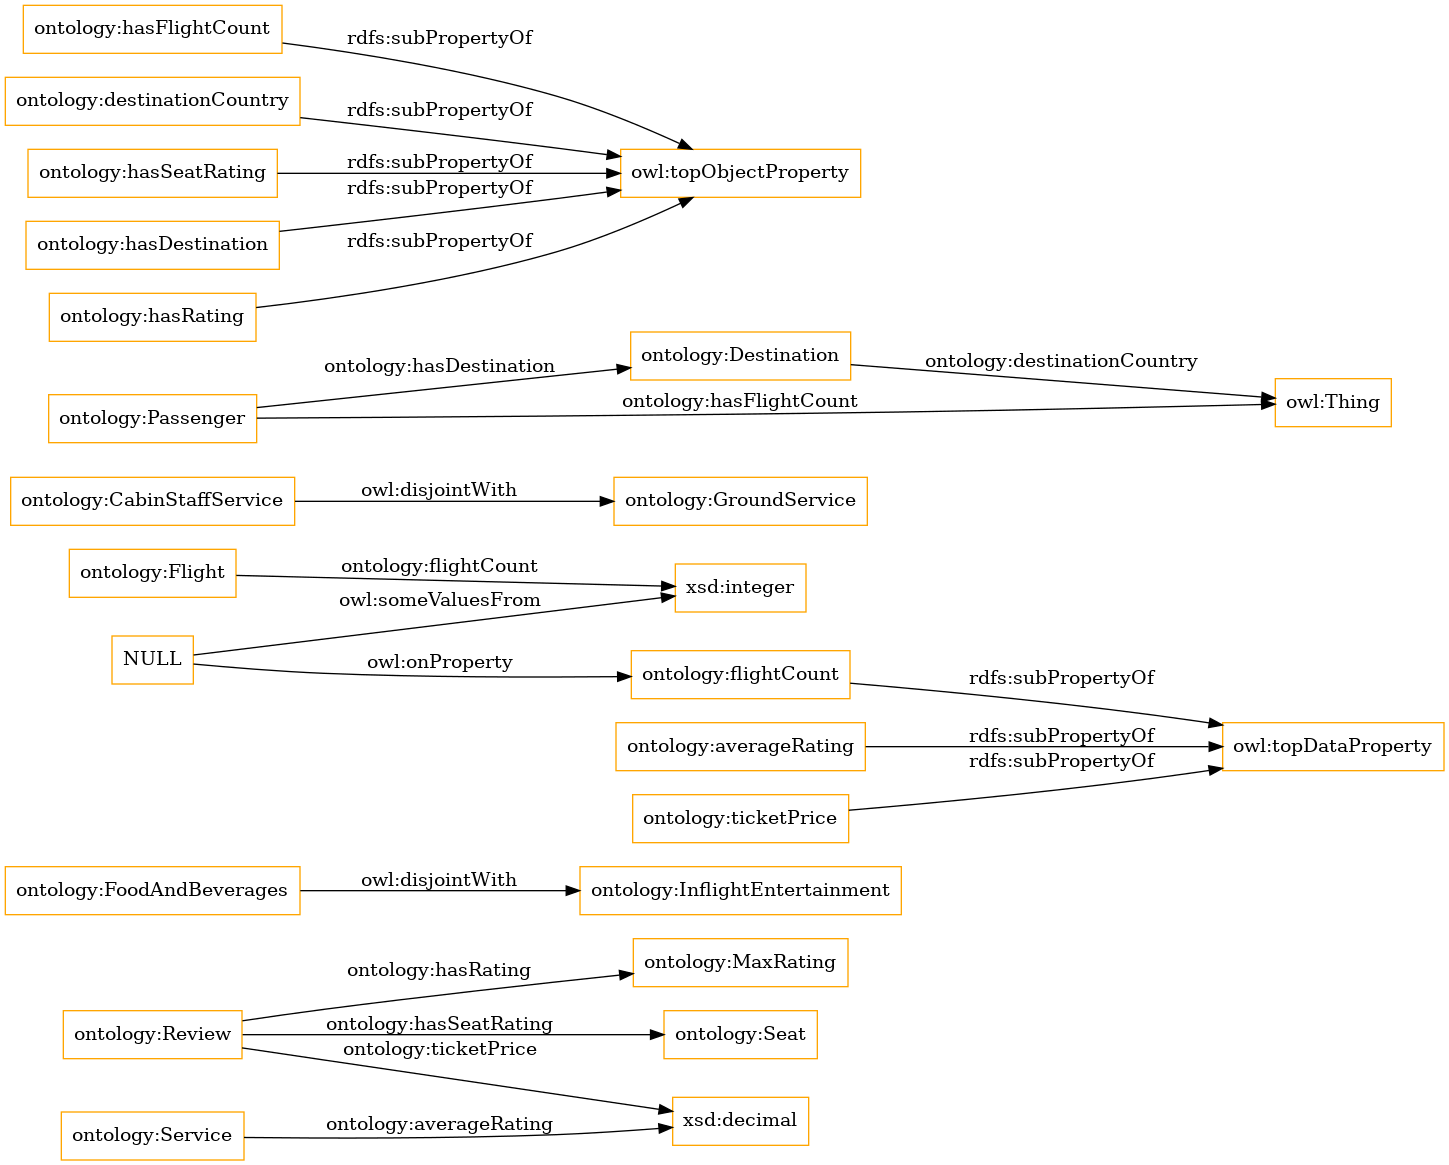 ontology:hasFlightCount
rdfs:subPropertyOf
ontology:destinationCountry
rdfs:subPropertyOf
ontology:hasSeatRating
rdfs:subPropertyOf
owl:topObjectProperty
rdfs:subPropertyOf
ontology:hasDestination
rdfs:subPropertyOf
ontology:hasRating
ontology:hasDestination
ontology:Destination
ontology:destinationCountry
ontology:Passenger
ontology:hasFlightCount
owl:Thing
ontology:CabinStaffService
owl:disjointWith
ontology:GroundService
ontology:Flight
ontology:flightCount
xsd:integer
owl:someValuesFrom
NULL
owl:onProperty
ontology:flightCount
rdfs:subPropertyOf
ontology:averageRating
rdfs:subPropertyOf
owl:topDataProperty
rdfs:subPropertyOf
ontology:ticketPrice
ontology:FoodAndBeverages
owl:disjointWith
ontology:InflightEntertainment
ontology:hasRating
ontology:MaxRating
ontology:Review
ontology:hasSeatRating
ontology:Seat
ontology:ticketPrice
xsd:decimal
ontology:Service
ontology:averageRating